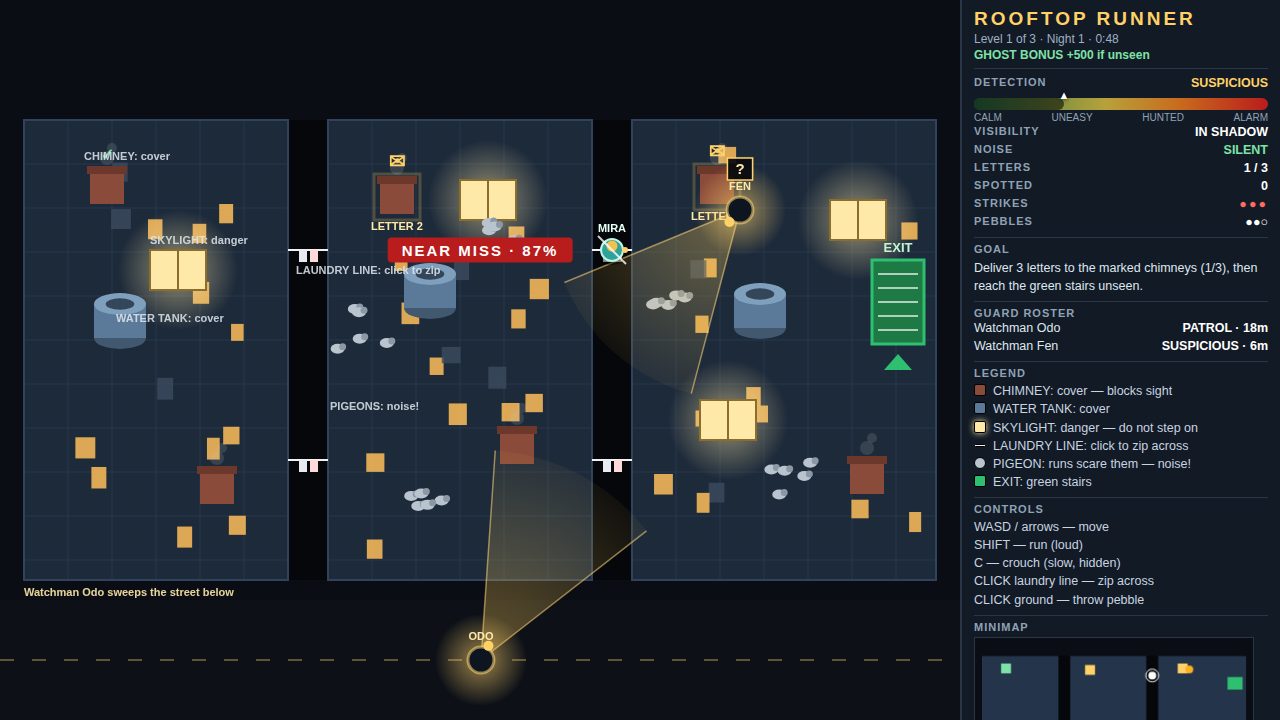 CHIMNEY: cover
SKYLIGHT: danger
WATER TANK: cover
LETTER 2
NEAR MISS · 87%
LAUNDRY LINE: click to zip
PIGEONS: noise!
MIRA
?
FEN
LETTE
EXIT
Watchman Odo sweeps the street below
ODO
ROOFTOP RUNNER
Level 1 of 3 · Night 1 · 0:48
GHOST BONUS +500 if unseen
DETECTION SUSPICIOUS
CALM UNEASY HUNTED ALARM
VISIBILITY IN SHADOW
NOISE SILENT
LETTERS 1 / 3
SPOTTED 0
STRIKES ●●●
PEBBLES ●●○
GOAL
Deliver 3 letters to the marked chimneys (1/3), then
reach the green stairs unseen.
GUARD ROSTER
Watchman Odo PATROL · 18m
Watchman Fen SUSPICIOUS · 6m
LEGEND
CHIMNEY: cover — blocks sight
WATER TANK: cover
SKYLIGHT: danger — do not step on
LAUNDRY LINE: click to zip across
PIGEON: runs scare them — noise!
EXIT: green stairs
CONTROLS
WASD / arrows — move
SHIFT — run (loud)
C — crouch (slow, hidden)
CLICK laundry line — zip across
CLICK ground — throw pebble
MINIMAP